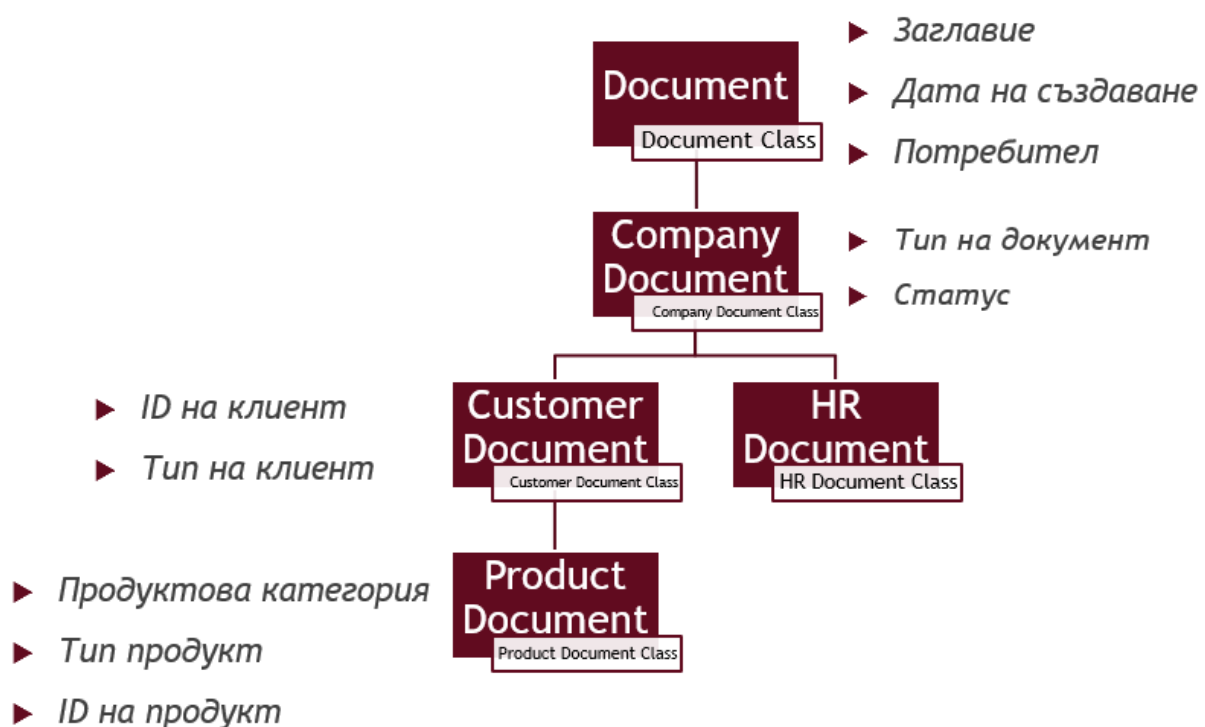 Document
Document Class
Заглавие
Дата на създаване
Потребител
Company
Document
Company Document Class
Тип на документ
Статус
ID на клиент
Тип на клиент
Customer
Document
Customer Document Class
HR
Document
HR Document Class
Продуктова категория
Тип продукт
ID на продукт
Product
Document
Product Document Class